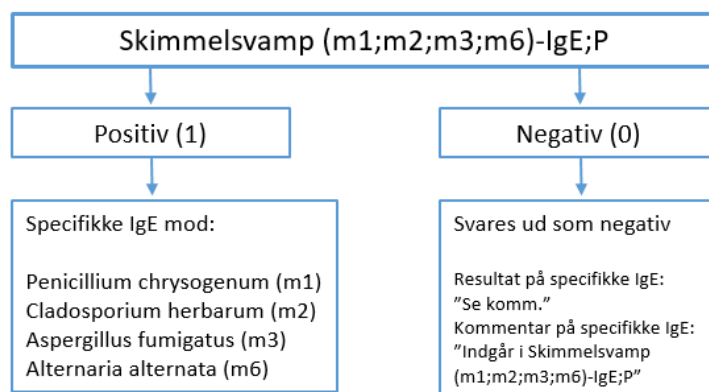 Skimmelsvamp (m1;m2;m3;m6)-IgE;P
Positiv (1)
Negativ (0)
Specifikke IgE mod:
Penicillium chrysogenum (m1)
Cladosporium herbarum (m2)
Aspergillus fumigatus (m3)
Alternaria alternata (m6)
Svares ud som negativ
Resultat på specifikke IgE:
”Se komm.”
Kommentar på specifikke IgE:
”Indgår i Skimmelsvamp
(m1;m2;m3;m6)-IgE;P”